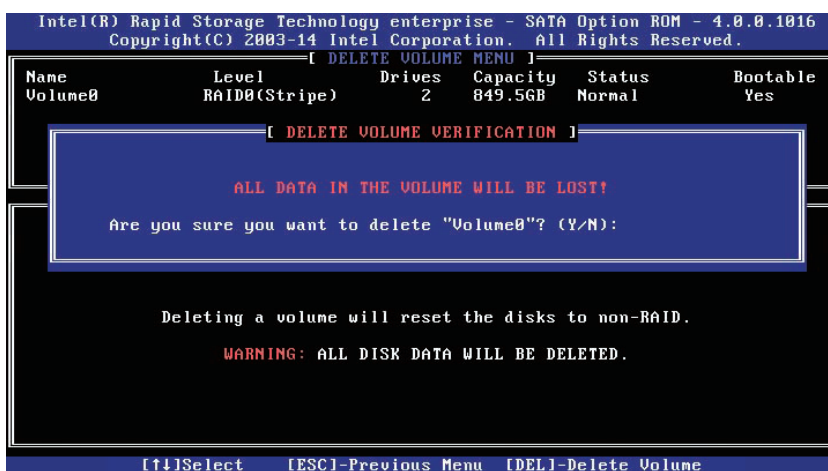 Intel(R) Rapid Storage Technology enterprise - SATA Option ROM - 4.0.0.1016
Copyright(C) 2003-14 Intel Corporation. All Rights Reserved.
[ DELETE VOLUME MENU ]
Name Level Drives Capacity Status Bootable
Volume0 RAID0(Stripe) 2 849.5GB Normal Yes
[ DELETE VOLUME VERIFICATION ]
ALL DATA IN THE VOLUME WILL BE LOST!
Are you sure you want to delete "Volume0"? (Y/N):
Deleting a volume will reset the disks to non-RAID.
WARNING: ALL DISK DATA WILL BE DELETED.
[↑↓]Select [ESC]-Previous Menu [DEL]-Delete Volume